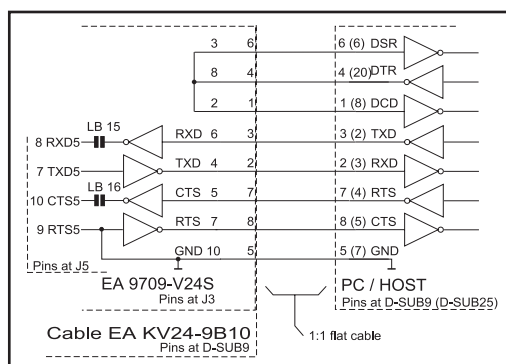 3 6 6 (6) DSR
8 4 4 (20) DTR
2 1 1 (8) DCD
LB 15
8 RXD5 RXD 6 3 3 (2) TXD
7 TXD5 TXD 4 2 2 (3) RXD
LB 16
10 CTS5 CTS 5 7 7 (4) RTS
9 RTS5 RTS 7 8 8 (5) CTS
GND 10 5 5 (7) GND
Pins at J5
EA 9709-V24S
Pins at J3
PC / HOST
Pins at D-SUB9 (D-SUB25)
Cable EA KV24-9B10
Pins at D-SUB9
1:1 flat cable